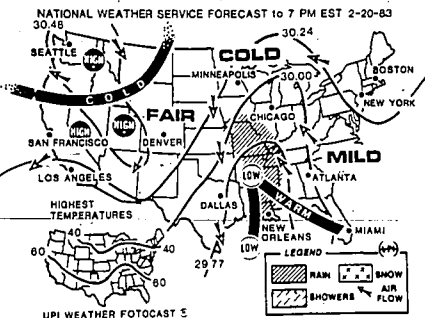 NATIONAL WEATHER SERVICE FORECAST to 7 PM EST 2-20-83
30.48
SEATTLE
HIGH
COLD
30.24
MINNEAPOLIS
30.00
BOSTON
NEW YORK
COLD
FAIR
CHICAGO
HIGH
HIGH
SAN FRANCISCO
DENVER
MILD
LOS ANGELES
LOW
ATLANTA
HIGHEST
TEMPERATURES
DALLAS
WARM
NEW
ORLEANS
MIAMI
40
40
60
60
LOW
29.77
LEGEND
RAIN
SNOW
SHOWERS
AIR
FLOW
UPI WEATHER FOTOCAST